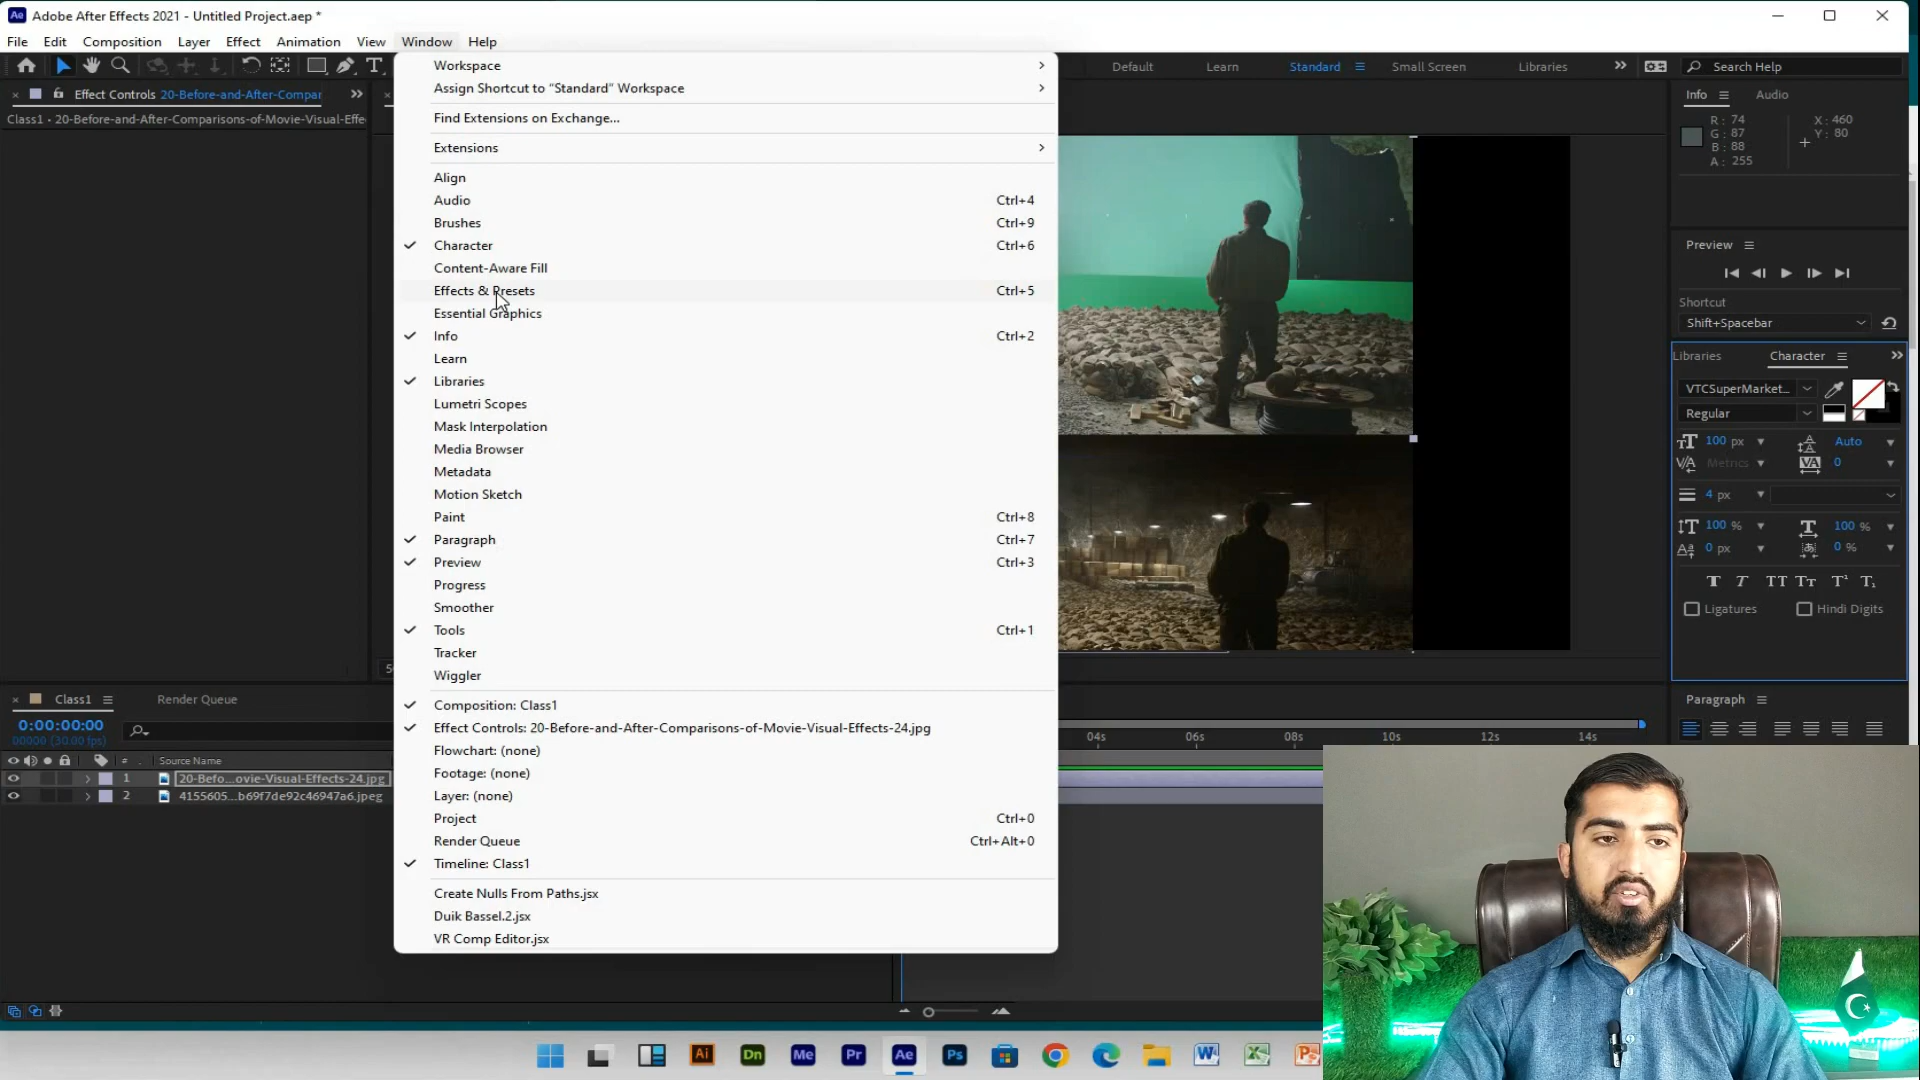 Ae Adobe After Effects 2021 - Untitled Project.aep *
File Edit Composition Layer Effect Animation View Window Help
Default Learn Standard Small Screen Libraries Search Help
Effect Controls 20-Before-and-After-Compar
Class1 • 20-Before-and-After-Comparisons-of-Movie-Visual-Effe
Workspace
Assign Shortcut to "Standard" Workspace
Find Extensions on Exchange...
Extensions
Align
Audio Ctrl+4
Brushes Ctrl+9
Character Ctrl+6
Content-Aware Fill
Effects & Presets Ctrl+5
Essential Graphics
Info Ctrl+2
Learn
Libraries
Lumetri Scopes
Mask Interpolation
Media Browser
Metadata
Motion Sketch
Paint Ctrl+8
Paragraph Ctrl+7
Preview Ctrl+3
Progress
Smoother
Tools Ctrl+1
Tracker
Wiggler
Composition: Class1
Effect Controls: 20-Before-and-After-Comparisons-of-Movie-Visual-Effects-24.jpg
Flowchart: (none)
Footage: (none)
Layer: (none)
Project Ctrl+0
Render Queue Ctrl+Alt+0
Timeline: Class1
Create Nulls From Paths.jsx
Duik Bassel.2.jsx
VR Comp Editor.jsx
Info Audio
R: 74 X: 460
G: 87 Y: 80
B: 88
A: 255
Preview
Shortcut
Shift+Spacebar
Libraries Character
VTCSuperMarket...
Regular
100 px Auto
Metrics 0
4 px
100 % 100 %
0 px 0 %
Ligatures Hindi Digits
Paragraph
Class1 Render Queue
0:00:00:00
00000 (30.00 fps)
# Source Name
1 20-Befo...ovie-Visual-Effects-24.jpg
2 4155605...b69f7de92c46947a6.jpeg
04s 06s 08s 10s 12s 14s
Ai Dn Me Pr Ae Ps